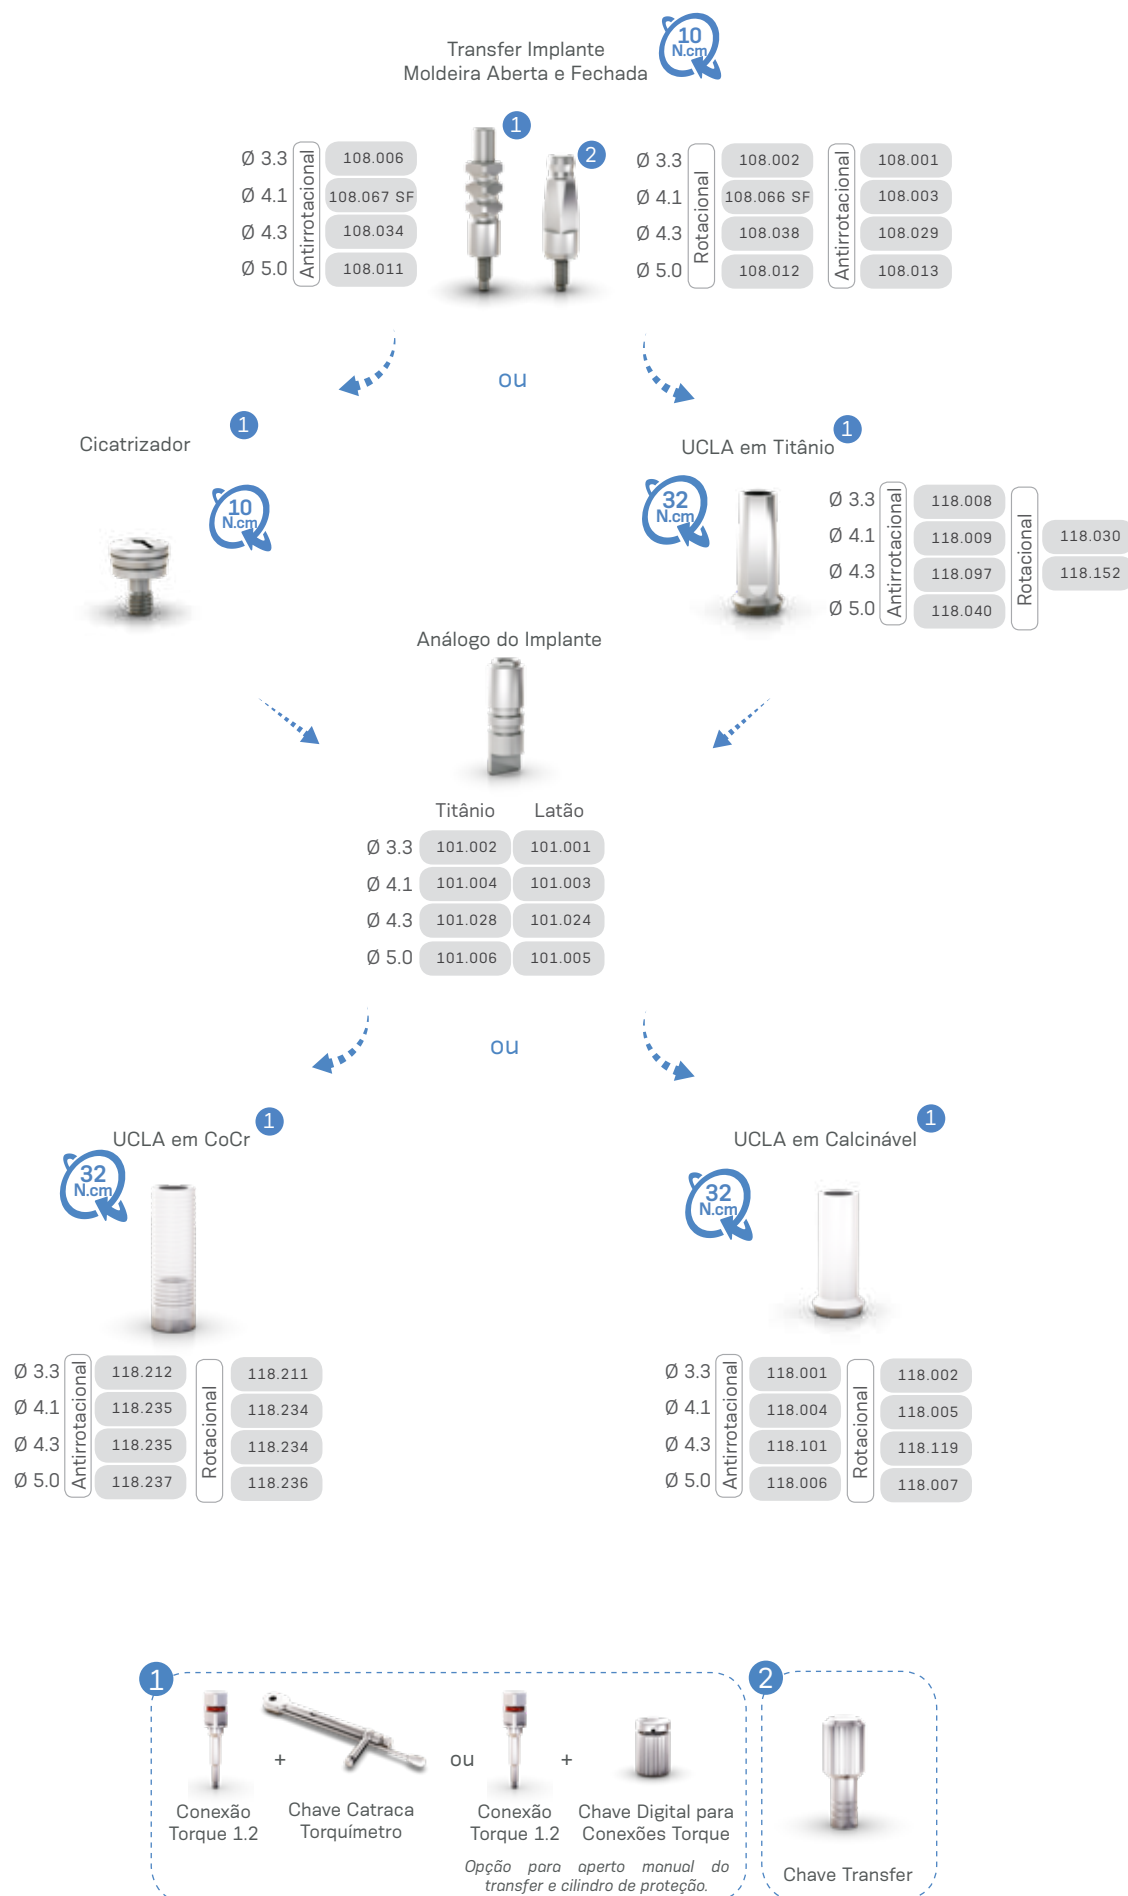 Transfer Implante
Moldeira Aberta e Fechada
10
N.cm
1
2
Ø 3.3
Ø 4.1
Ø 4.3
Ø 5.0
Antirrotacional
108.006
108.067 SF
108.034
108.011
Ø 3.3
Ø 4.1
Ø 4.3
Ø 5.0
Rotacional
108.002
108.066 SF
108.038
108.012
Antirrotacional
108.001
108.003
108.029
108.013
ou
Cicatrizador
1
10
N.cm
UCLA em Titânio
1
32
N.cm
Ø 3.3
Ø 4.1
Ø 4.3
Ø 5.0
Antirrotacional
118.008
118.009
118.097
118.040
Rotacional
118.030
118.152
Análogo do Implante
Titânio Latão
Ø 3.3 101.002 101.001
Ø 4.1 101.004 101.003
Ø 4.3 101.028 101.024
Ø 5.0 101.006 101.005
ou
UCLA em CoCr
1
32
N.cm
Ø 3.3
Ø 4.1
Ø 4.3
Ø 5.0
Antirrotacional
118.212
118.235
118.235
118.237
Rotacional
118.211
118.234
118.234
118.236
UCLA em Calcinável
1
32
N.cm
Ø 3.3
Ø 4.1
Ø 4.3
Ø 5.0
Antirrotacional
118.001
118.004
118.101
118.006
Rotacional
118.002
118.005
118.119
118.007
1
Conexão
Torque 1.2
+
Chave Catraca
Torquímetro
ou
Conexão
Torque 1.2
+
Chave Digital para
Conexões Torque
Opção para aperto manual do
transfer e cilindro de proteção.
2
Chave Transfer